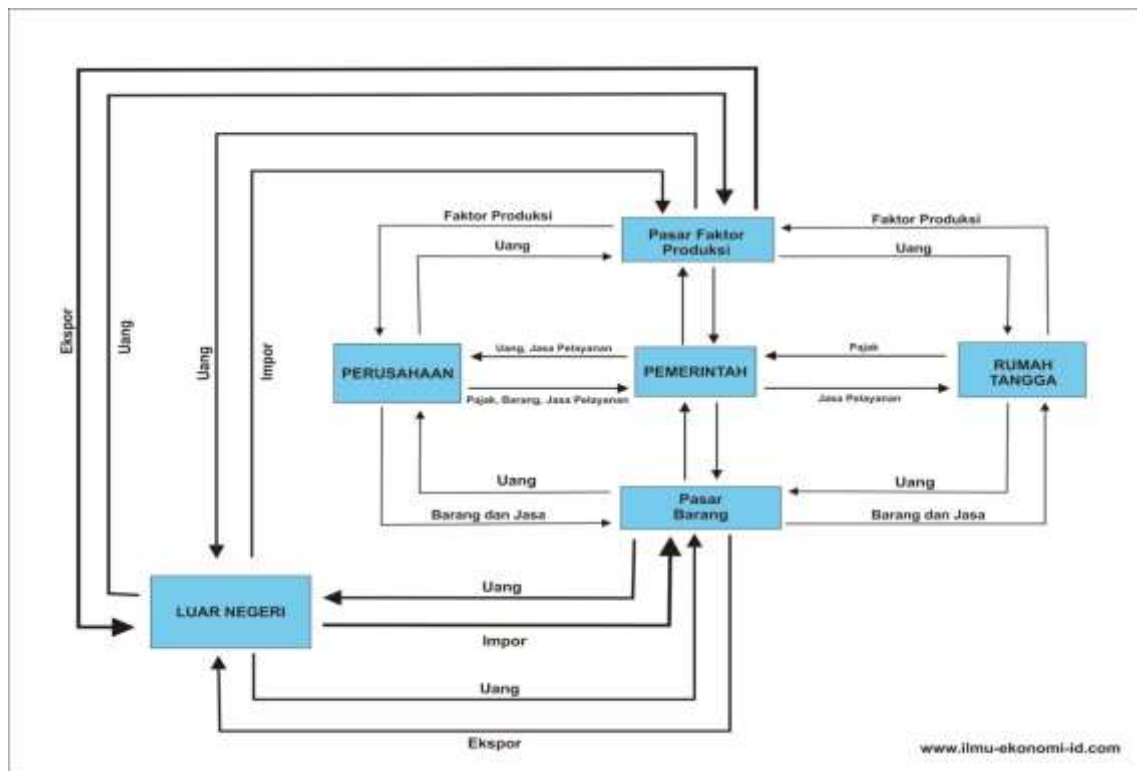 Faktor Produksi
Faktor Produksi
Pasar Faktor
Produksi
Uang
Uang
Ekspor
Uang
Uang
Impor
Uang, Jasa Pelayanan
Pajak
PERUSAHAAN
PEMERINTAH
RUMAH
TANGGA
Pajak, Barang, Jasa Pelayanan
Jasa Pelayanan
Uang
Uang
Pasar
Barang
Barang dan Jasa
Barang dan Jasa
Uang
LUAR NEGERI
Impor
Uang
Ekspor
www.ilmu-ekonomi-id.com